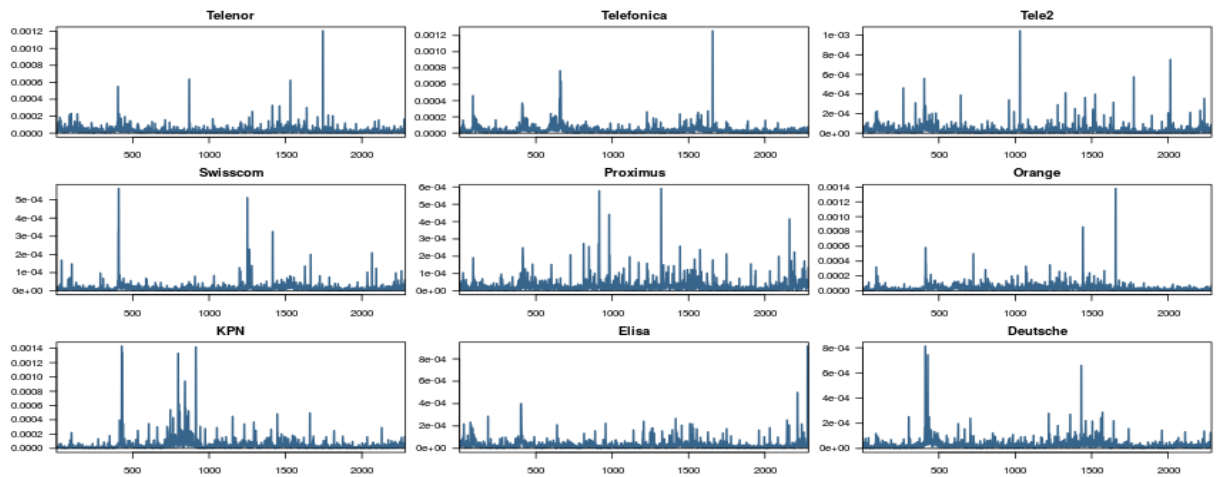 Telenor
0.0012
0.0010
0.0008
0.0006
0.0004
0.0002
0.0000
500 1000 1500 2000
Telefonica
0.0012
0.0010
0.0008
0.0006
0.0004
0.0002
0.0000
500 1000 1500 2000
Tele2
1e-03
8e-04
6e-04
4e-04
2e-04
0e+00
500 1000 1500 2000
Swisscom
5e-04
4e-04
3e-04
2e-04
1e-04
0e+00
500 1000 1500 2000
Proximus
6e-04
5e-04
4e-04
3e-04
2e-04
1e-04
0e+00
500 1000 1500 2000
Orange
0.0014
0.0012
0.0010
0.0008
0.0006
0.0004
0.0002
0.0000
500 1000 1500 2000
KPN
0.0014
0.0012
0.0010
0.0008
0.0006
0.0004
0.0002
0.0000
500 1000 1500 2000
Elisa
8e-04
6e-04
4e-04
2e-04
0e+00
500 1000 1500 2000
Deutsche
8e-04
6e-04
4e-04
2e-04
0e+00
500 1000 1500 2000